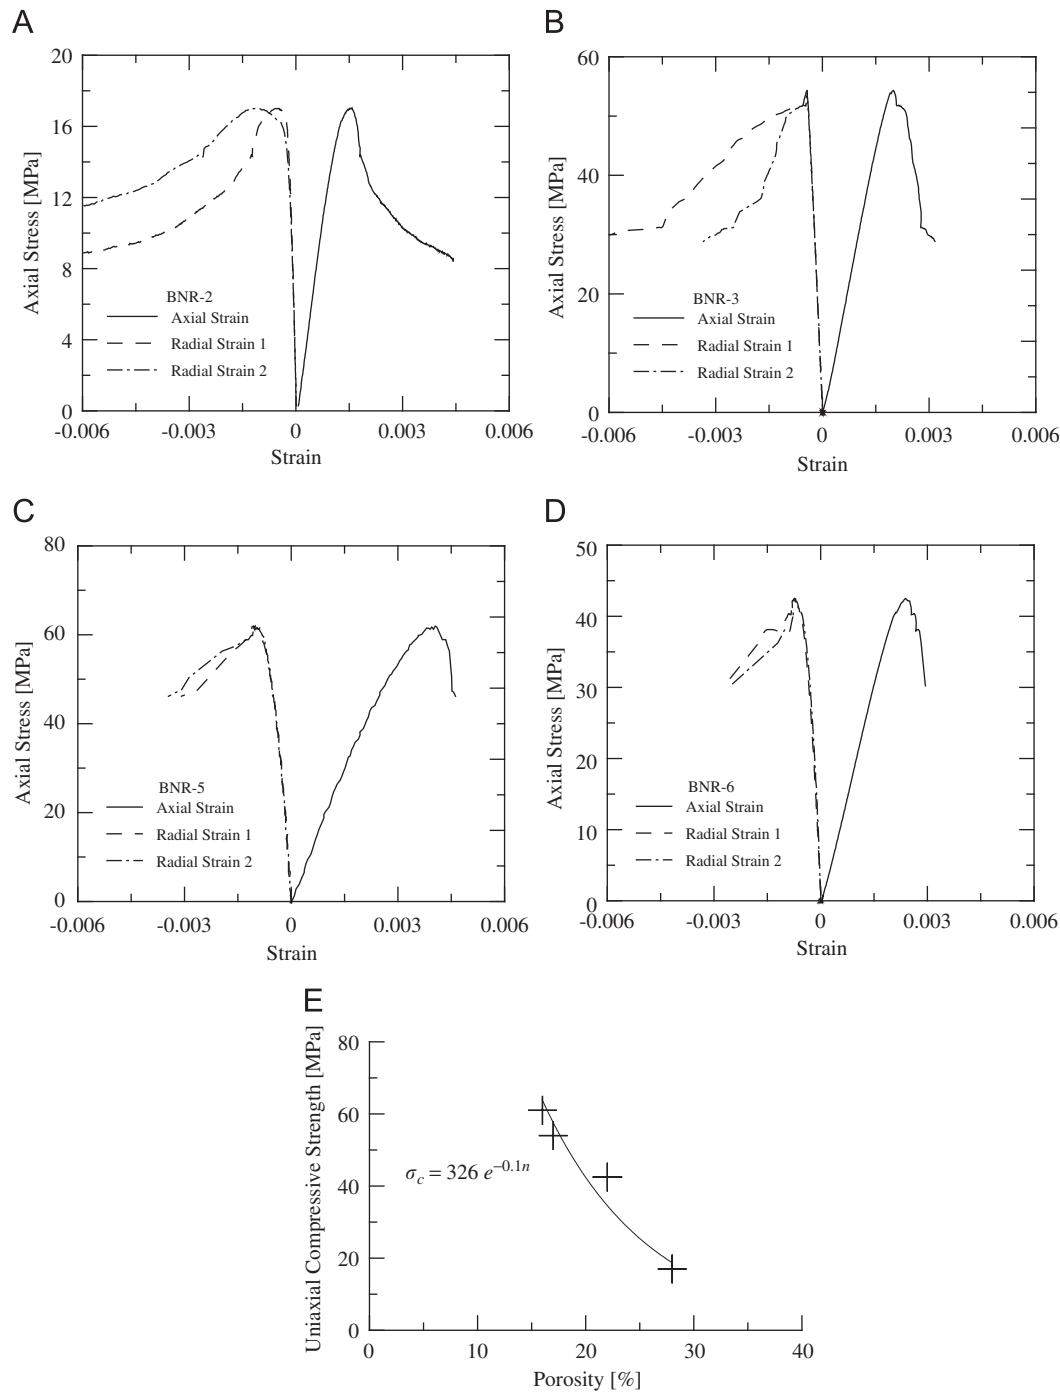 A
20
16
12
8
4
0
Axial Stress [MPa]
BNR-2
Axial Strain
Radial Strain 1
Radial Strain 2
-0.006 -0.003 0 0.003 0.006
Strain
B
60
40
20
0
Axial Stress [MPa]
BNR-3
Axial Strain
Radial Strain 1
Radial Strain 2
-0.006 -0.003 0 0.003 0.006
Strain
C
80
60
40
20
0
Axial Stress [MPa]
BNR-5
Axial Strain
Radial Strain 1
Radial Strain 2
-0.006 -0.003 0 0.003 0.006
Strain
D
50
40
30
20
10
0
Axial Stress [MPa]
BNR-6
Axial Strain
Radial Strain 1
Radial Strain 2
-0.006 -0.003 0 0.003 0.006
Strain
E
80
60
40
20
0
Uniaxial Compressive Strength [MPa]
σc = 326 e−0.1n
0 10 20 30 40
Porosity [%]